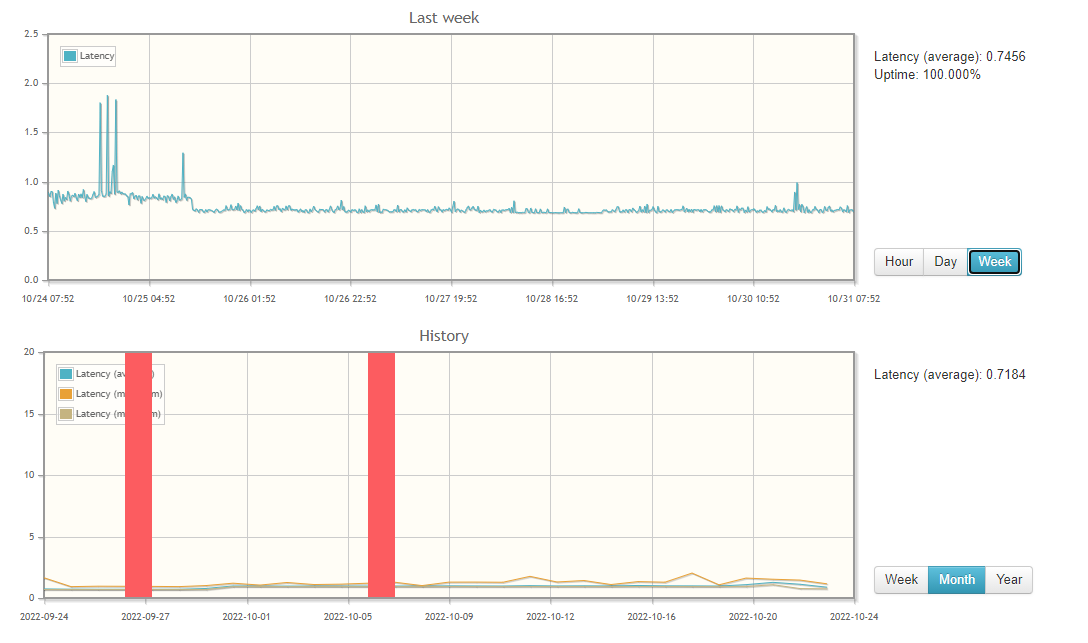 Last week
2.5
2.0
1.5
1.0
0.5
0.0
Latency
10/24 07:52 10/25 04:52 10/26 01:52 10/26 22:52 10/27 19:52 10/28 16:52 10/29 13:52 10/30 10:52 10/31 07:52
Latency (average): 0.7456
Uptime: 100.000%
Hour Day Week
History
20
15
10
5
0
Latency (av )
Latency (m m)
Latency (m m)
2022-09-24 2022-09-27 2022-10-01 2022-10-05 2022-10-09 2022-10-12 2022-10-16 2022-10-20 2022-10-24
Latency (average): 0.7184
Week Month Year